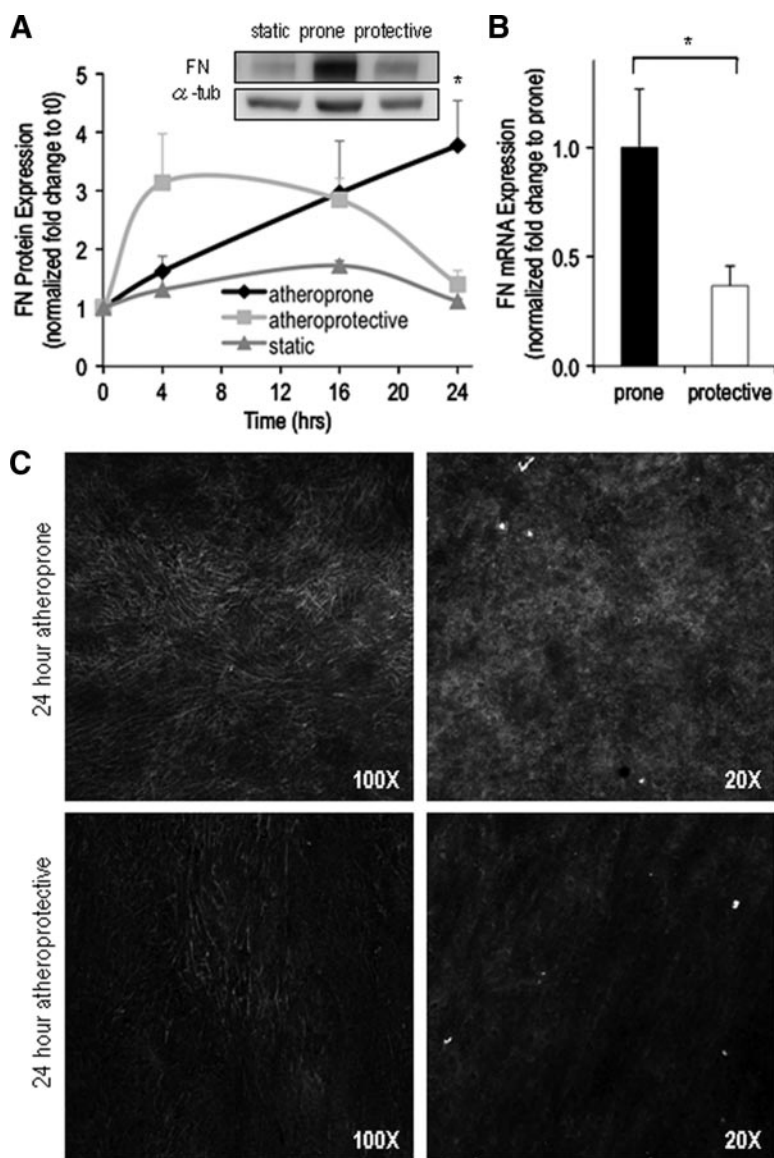 A
static prone protective
FN
α-tub
*
5
4
3
2
1
0
FN Protein Expression
(normalized fold change to t0)
atheroprone
atheroprotective
static
0 4 8 12 16 20 24
Time (hrs)
B
*
1.0
0.5
0.0
FN mRNA Expression
(normalized fold change to prone)
prone protective
C
24 hour atheroprone
100X
20X
24 hour atheroprotective
100X
20X